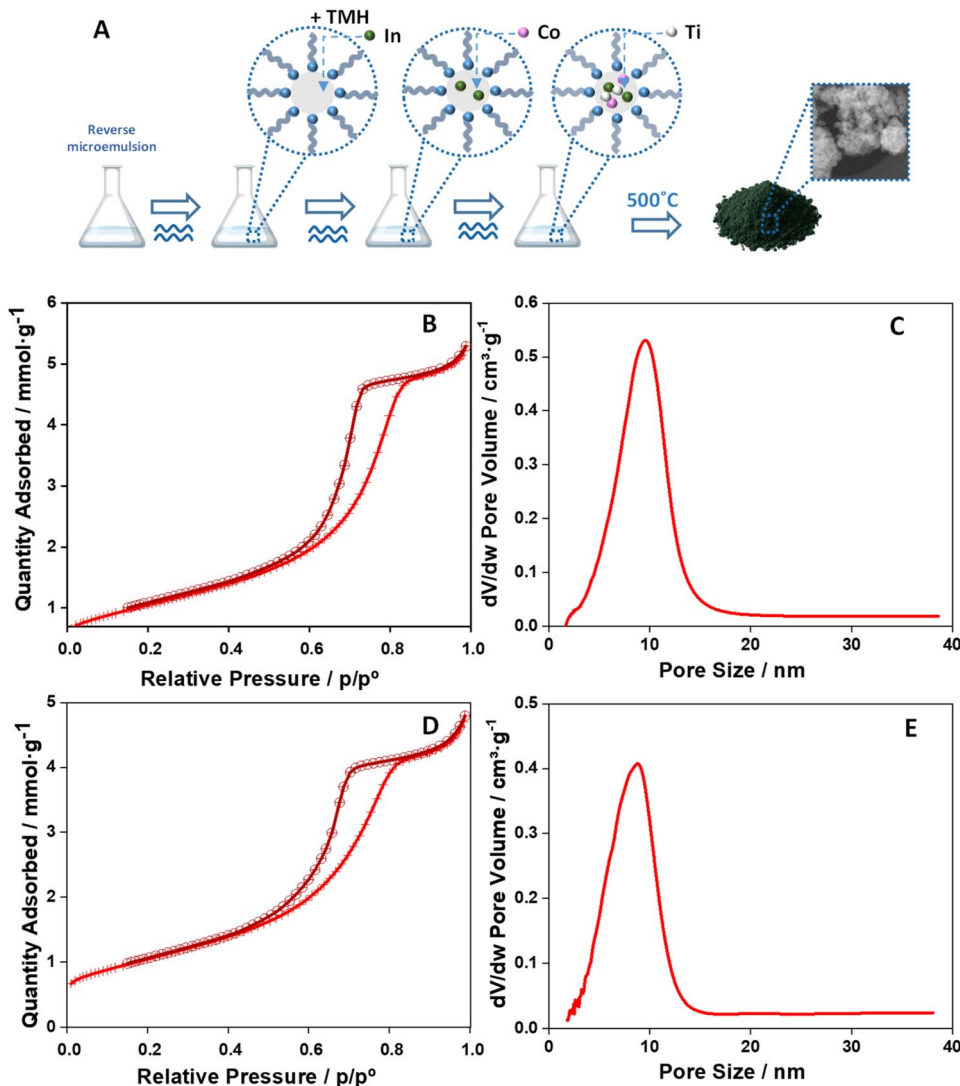 A
+ TMH
In
Co
Ti
Reverse
microemulsion
500°C
B
Quantity Adsorbed / mmol·g⁻¹
6
5
4
3
2
1
0.0 0.2 0.4 0.6 0.8 1.0
Relative Pressure / p/pº
C
dV/dw Pore Volume / cm³·g⁻¹
0.6
0.5
0.4
0.3
0.2
0.1
0.0
0 10 20 30 40
Pore Size / nm
D
Quantity Adsorbed / mmol·g⁻¹
5
4
3
2
1
0
0.0 0.2 0.4 0.6 0.8 1.0
Relative Pressure / p/pº
E
dV/dw Pore Volume / cm³·g⁻¹
0.5
0.4
0.3
0.2
0.1
0.0
0 10 20 30 40
Pore Size / nm